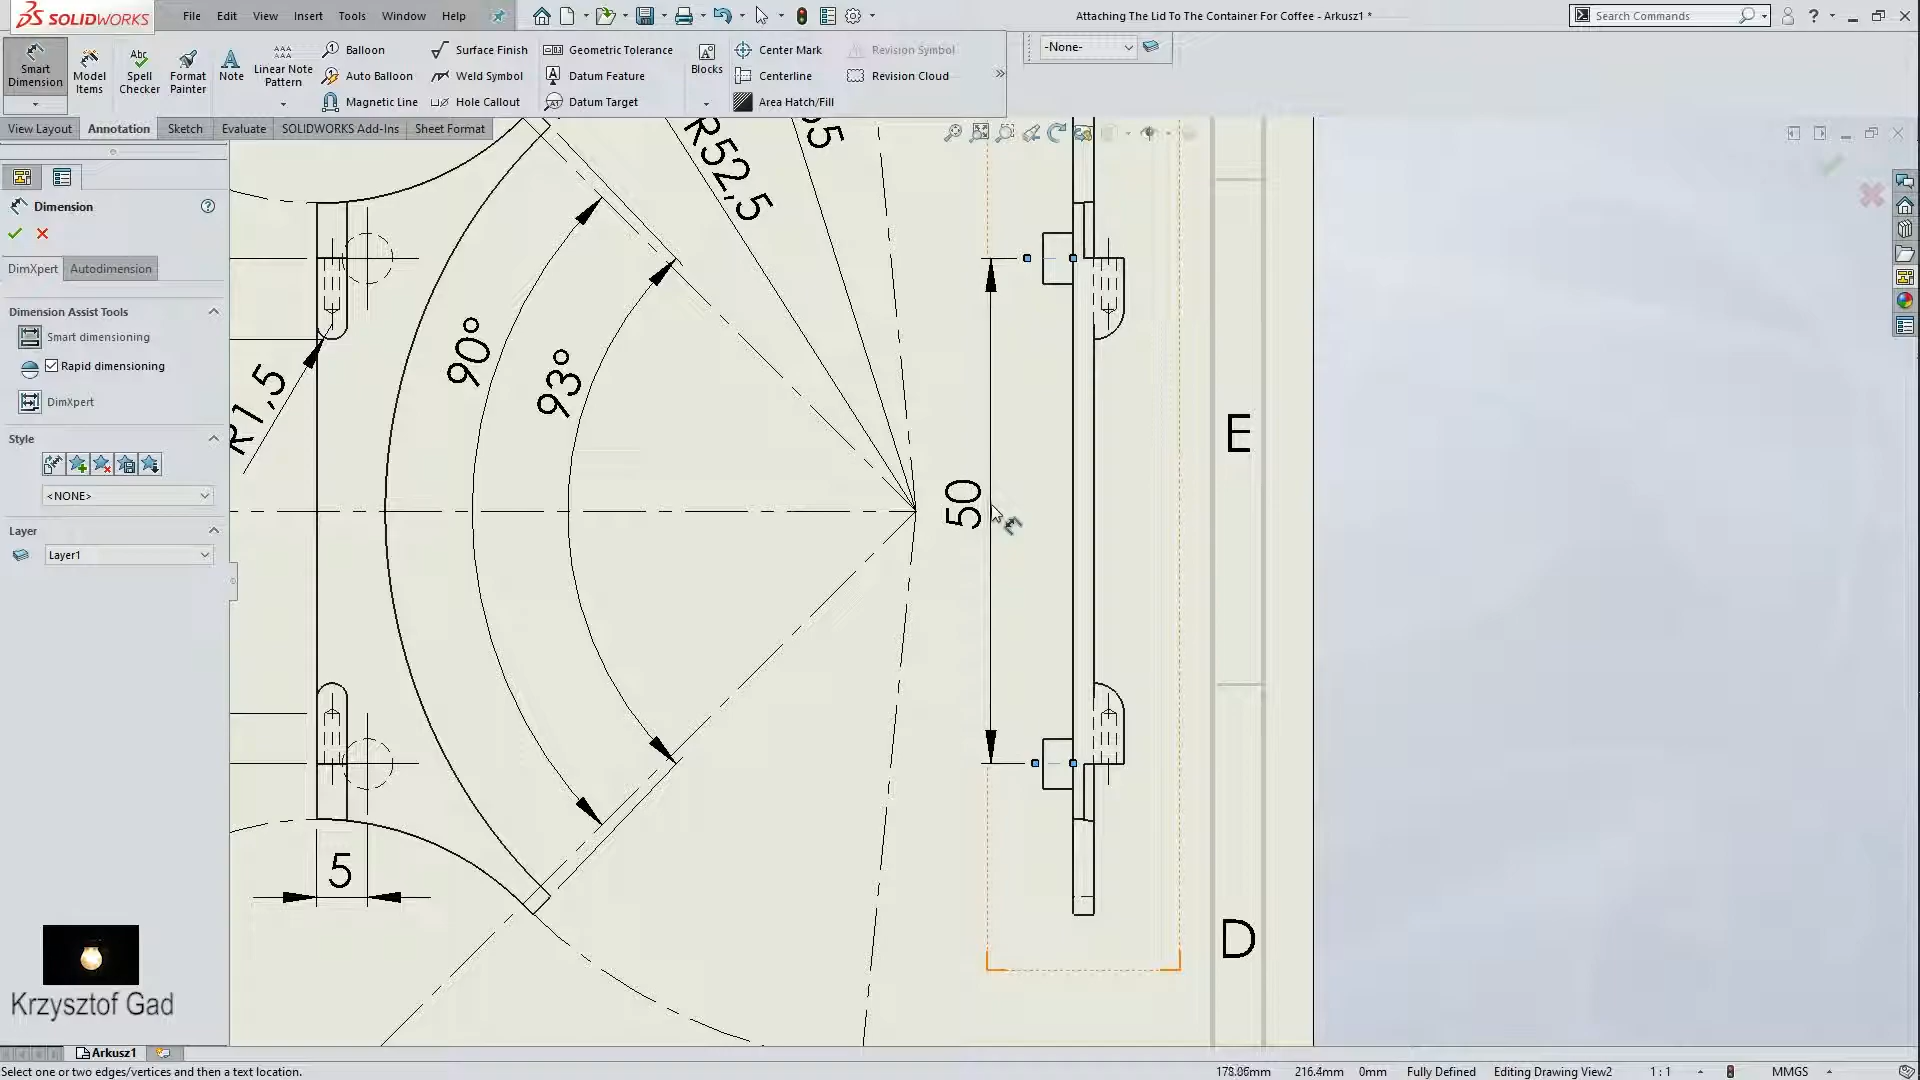 SOLIDWORKS
File Edit View Insert Tools Window Help
Attaching The Lid To The Container For Coffee - Arkusz1 *
Search Commands
Smart Dimension
Model Items
Abc
Spell Checker
Format Painter
Note
Linear Note Pattern
Balloon
Auto Balloon
Magnetic Line
Surface Finish
Weld Symbol
Hole Callout
Geometric Tolerance
Datum Feature
Datum Target
Blocks
Center Mark
Centerline
Area Hatch/Fill
Revision Symbol
Revision Cloud
-None-
View Layout Annotation Sketch Evaluate SOLIDWORKS Add-Ins Sheet Format
Dimension
DimXpert Autodimension
Dimension Assist Tools
Smart dimensioning
Rapid dimensioning
DimXpert
Style
<NONE>
Layer
Layer1
R52,5
90°
93°
R1,5
50
5
E
D
Krzysztof Gad
Arkusz1
Select one or two edges/vertices and then a text location.
178.06mm 216.4mm 0mm Fully Defined Editing Drawing View2 1 : 1 MMGS